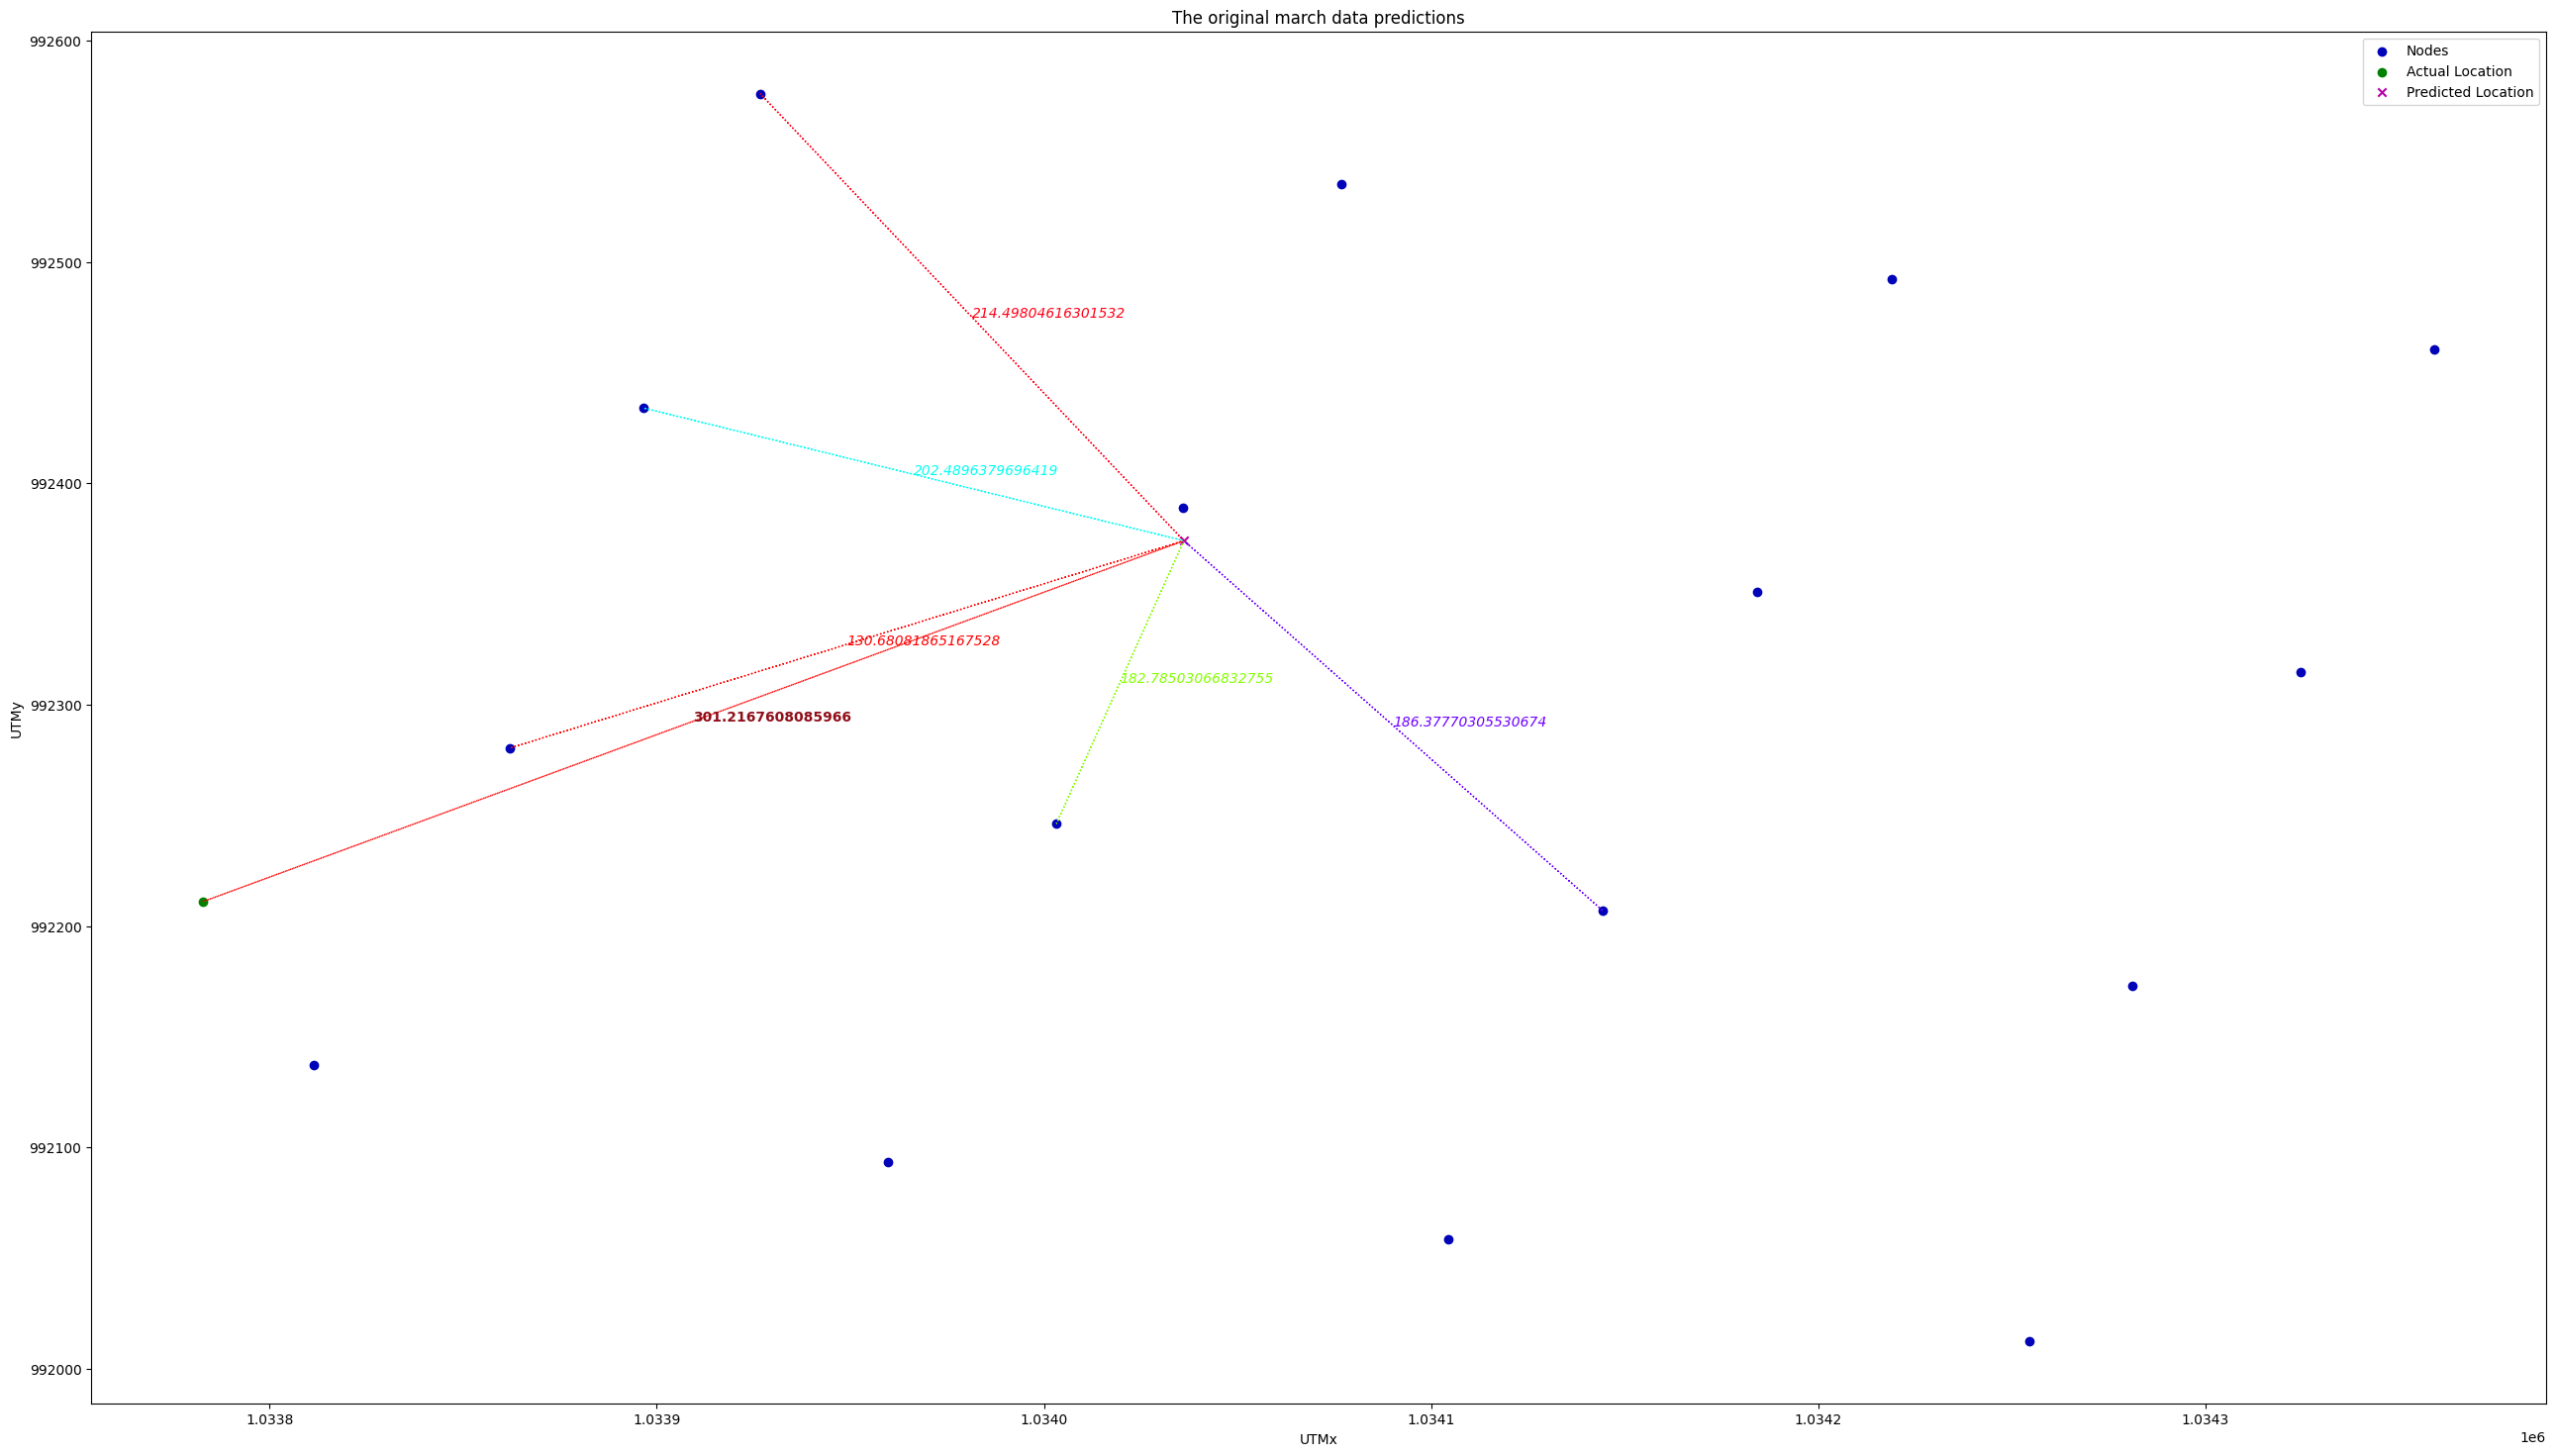 The original march data predictions
992600
Nodes
Actual Location
Predicted Location
992500
214.49804616301532
202.4896379696419
992400
130.68081865167528
182.78503066832755
992300
301.2167608085966
186.37770305530674
UTMy
992200
992100
992000
1.0338 1.0339 1.0340 1.0341 1.0342 1.0343
UTMx
1e6